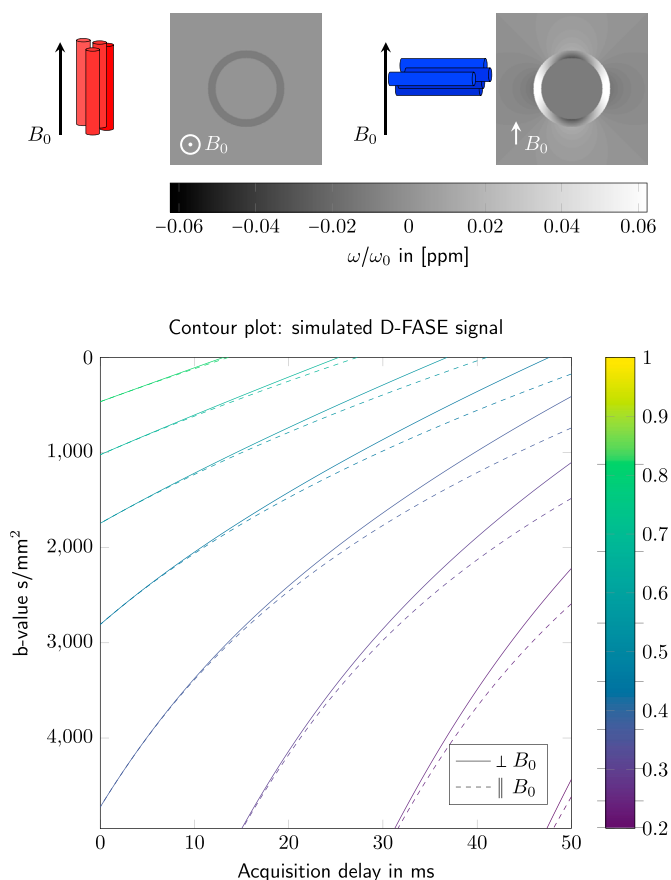 B₀
⊙ B₀
B₀
↑ B₀
−0.06 −0.04 −0.02 0 0.02 0.04 0.06
ω/ω₀ in [ppm]
Contour plot: simulated D-FASE signal
0
1,000
2,000
3,000
4,000
b-value s/mm²
0 10 20 30 40 50
Acquisition delay in ms
⊥ B₀
∥ B₀
1
0.9
0.8
0.7
0.6
0.5
0.4
0.3
0.2